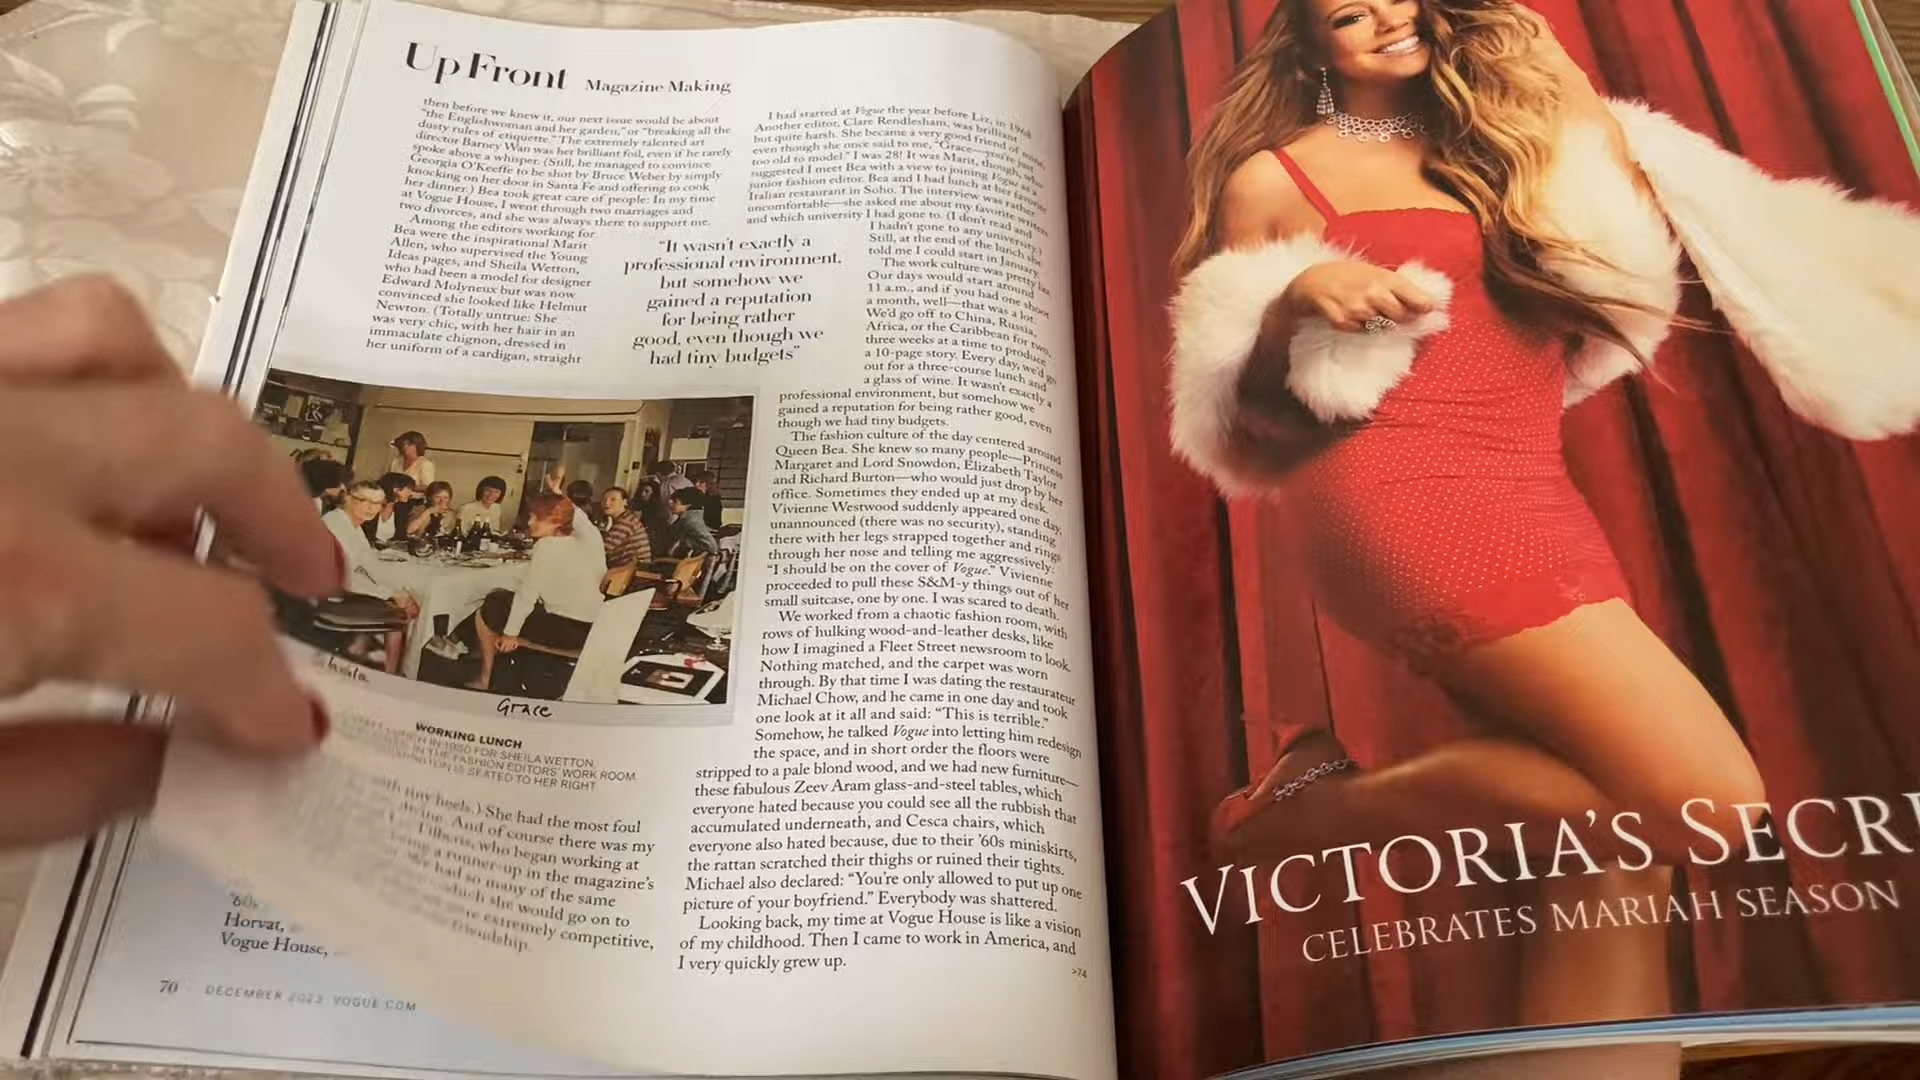 Up Front Magazine Making
then before we knew it, our next issue would be about
“the Englishwoman and her garden,” or “breaking all the
dusty rules of etiquette.” The extremely talented art
director Barney Wan was her brilliant foil, even if he rarely
spoke above a whisper. (Still, he managed to convince
Georgia O’Keeffe to be shot by Bruce Weber by simply
knocking on her door in Santa Fe and offering to cook
her dinner.) Bea took great care of people: In my time
at Vogue House, I went through two marriages and
two divorces, and she was always there to support me.
Among the editors working for
Bea were the inspirational Marit
Allen, who supervised the Young
Ideas pages, and Sheila Wetton,
who had been a model for designer
Edward Molyneux but was now
convinced she looked like Helmut
Newton. (Totally untrue: She
was very chic, with her hair in an
immaculate chignon, dressed in
her uniform of a cardigan, straight
“It wasn’t exactly a
professional environment,
but somehow we
gained a reputation
for being rather
good, even though we
had tiny budgets”
Grace
WORKING LUNCH
IN 1980 FOR SHEILA WETTON,
IN THE FASHION EDITORS’ WORK ROOM.
IS SEATED TO HER RIGHT.
tiny heels.) She had the most foul
And of course there was my
Tilberis, who began working at
being a runner-up in the magazine’s
We had so many of the same
which she would go on to
extremely competitive,
friendship.
’60s
Horvat,
Vogue House,
70 DECEMBER 2023 VOGUE.COM
I had started at Vogue the year before Liz, in 1968.
Another editor, Clare Rendlesham, was brilliant
but quite harsh. She became a very good friend of mine,
even though she once said to me, “Grace—you’re just
too old to model.” I was 28! It was Marit, though, who
suggested I meet Bea with a view to joining Vogue as a
junior fashion editor. Bea and I had lunch at her favorite
Italian restaurant in Soho. The interview was rather
uncomfortable—she asked me about my favorite writers
and which university I had gone to. (I don’t read and
I hadn’t gone to any university.)
Still, at the end of the lunch she
told me I could start in January.
The work culture was pretty lax.
Our days would start around
11 a.m., and if you had one shoot
a month, well—that was a lot.
We’d go off to China, Russia,
Africa, or the Caribbean for two,
three weeks at a time to produce
a 10-page story. Every day, we’d go
out for a three-course lunch and
a glass of wine. It wasn’t exactly a
professional environment, but somehow we
gained a reputation for being rather good, even
though we had tiny budgets.
The fashion culture of the day centered around
Queen Bea. She knew so many people—Princess
Margaret and Lord Snowdon, Elizabeth Taylor
and Richard Burton—who would just drop by her
office. Sometimes they ended up at my desk.
Vivienne Westwood suddenly appeared one day,
unannounced (there was no security), standing
there with her legs strapped together and rings
through her nose and telling me aggressively:
“I should be on the cover of Vogue.” Vivienne
proceeded to pull these S&M-y things out of her
small suitcase, one by one. I was scared to death.
We worked from a chaotic fashion room, with
rows of hulking wood-and-leather desks, like
how I imagined a Fleet Street newsroom to look.
Nothing matched, and the carpet was worn
through. By that time I was dating the restaurateur
Michael Chow, and he came in one day and took
one look at it all and said: “This is terrible.”
Somehow, he talked Vogue into letting him redesign
the space, and in short order the floors were
stripped to a pale blond wood, and we had new furniture—
these fabulous Zeev Aram glass-and-steel tables, which
everyone hated because you could see all the rubbish that
accumulated underneath, and Cesca chairs, which
everyone also hated because, due to their ’60s miniskirts,
the rattan scratched their thighs or ruined their tights.
Michael also declared: “You’re only allowed to put up one
picture of your boyfriend.” Everybody was shattered.
Looking back, my time at Vogue House is like a vision
of my childhood. Then I came to work in America, and
I very quickly grew up.
>74
VICTORIA’S SECR
CELEBRATES MARIAH SEASON